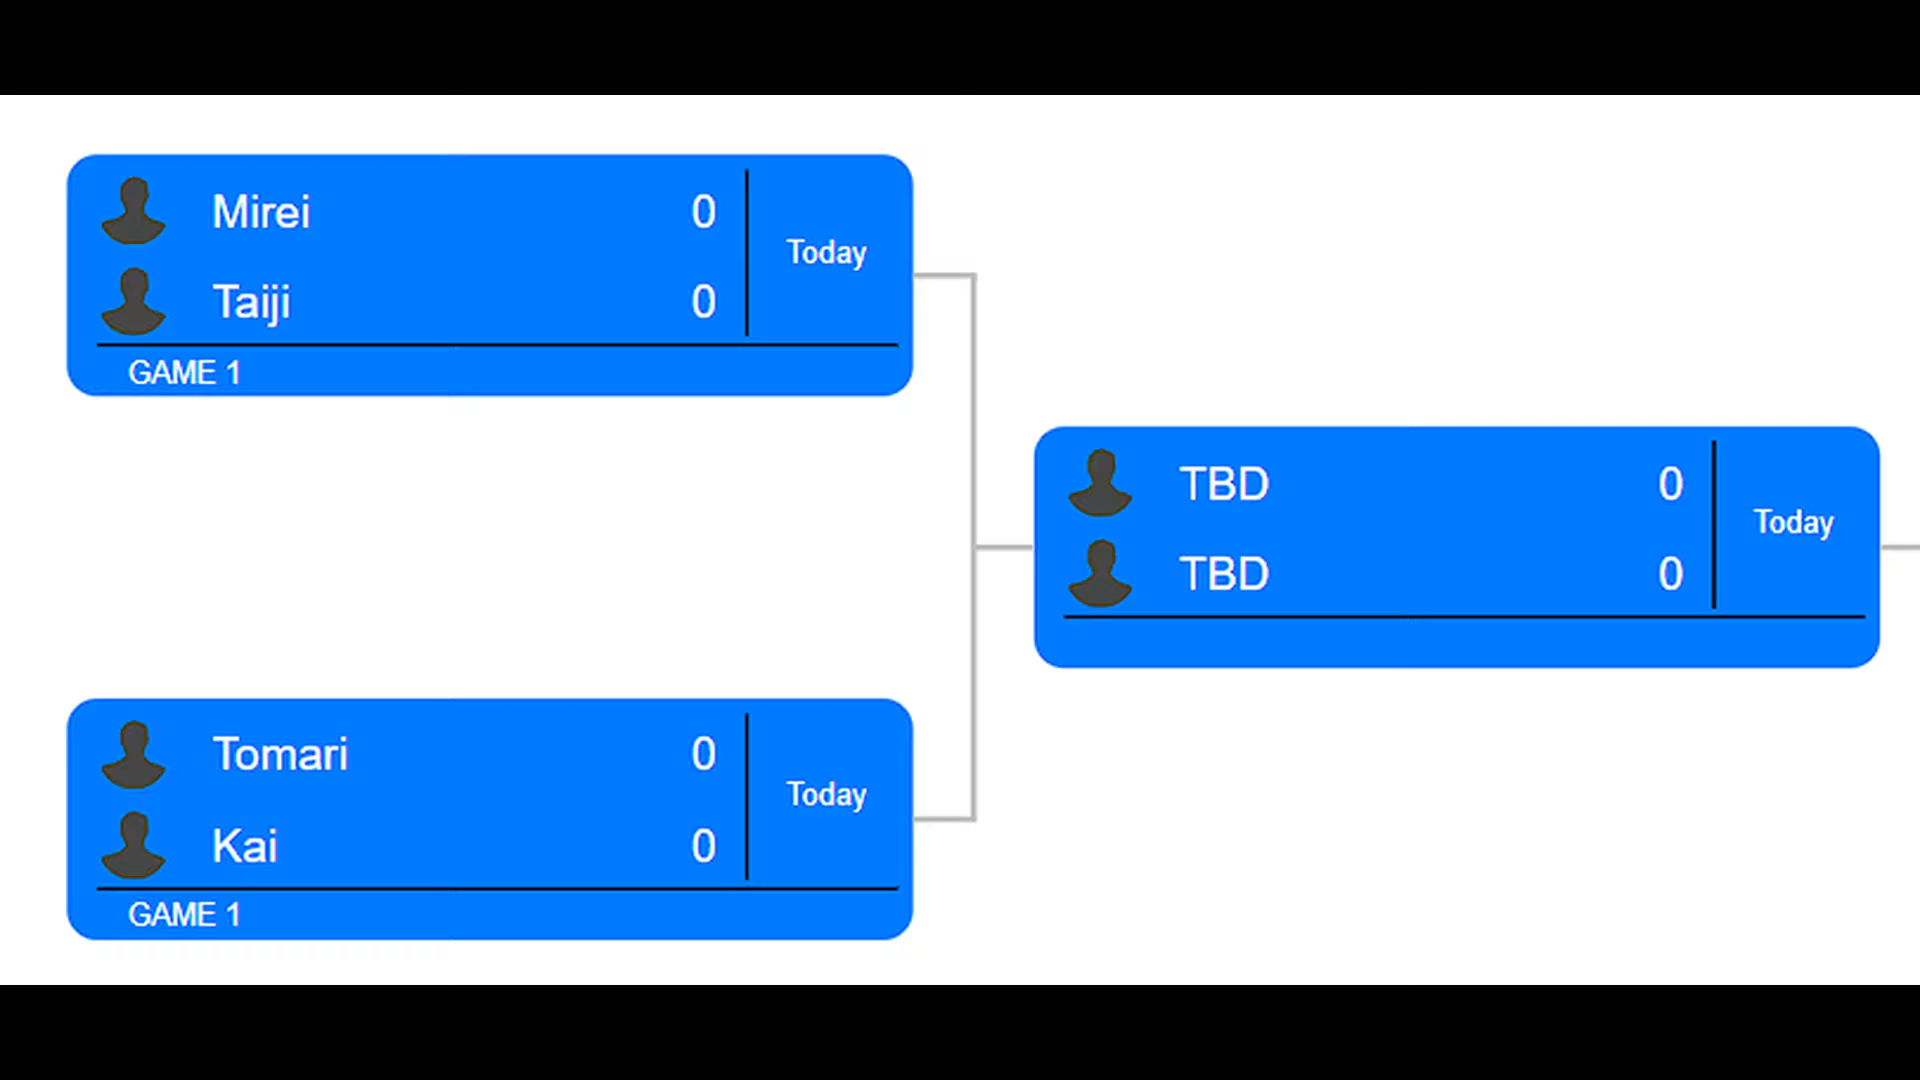 Mirei 0
Today
Taiji 0
GAME 1
TBD 0
Today
TBD 0
Tomari 0
Today
Kai 0
GAME 1